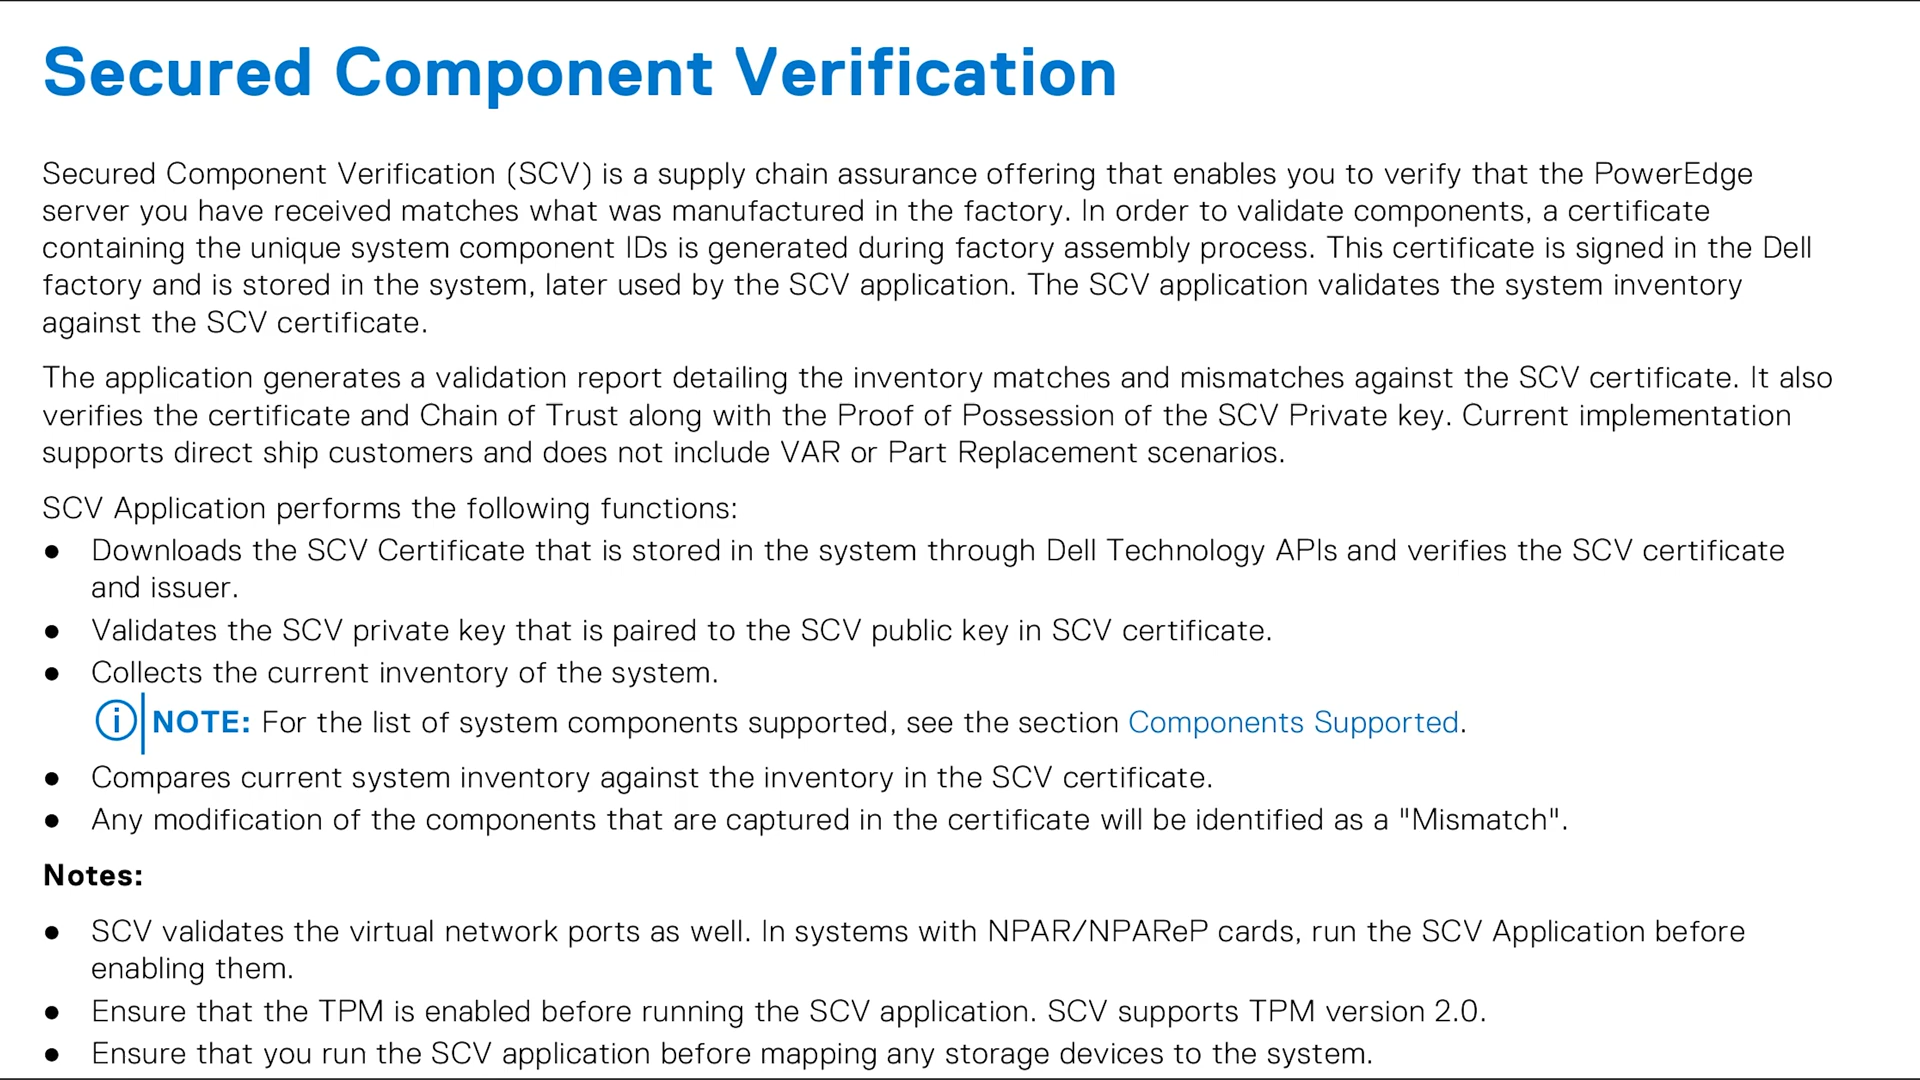 Secured Component Verification
Secured Component Verification (SCV) is a supply chain assurance offering that enables you to verify that the PowerEdge
server you have received matches what was manufactured in the factory. In order to validate components, a certificate
containing the unique system component IDs is generated during factory assembly process. This certificate is signed in the Dell
factory and is stored in the system, later used by the SCV application. The SCV application validates the system inventory
against the SCV certificate.
The application generates a validation report detailing the inventory matches and mismatches against the SCV certificate. It also
verifies the certificate and Chain of Trust along with the Proof of Possession of the SCV Private key. Current implementation
supports direct ship customers and does not include VAR or Part Replacement scenarios.
SCV Application performs the following functions:
● Downloads the SCV Certificate that is stored in the system through Dell Technology APIs and verifies the SCV certificate
and issuer.
● Validates the SCV private key that is paired to the SCV public key in SCV certificate.
● Collects the current inventory of the system.
NOTE: For the list of system components supported, see the section Components Supported.
● Compares current system inventory against the inventory in the SCV certificate.
● Any modification of the components that are captured in the certificate will be identified as a "Mismatch".
Notes:
● SCV validates the virtual network ports as well. In systems with NPAR/NPAReP cards, run the SCV Application before
enabling them.
● Ensure that the TPM is enabled before running the SCV application. SCV supports TPM version 2.0.
● Ensure that you run the SCV application before mapping any storage devices to the system.